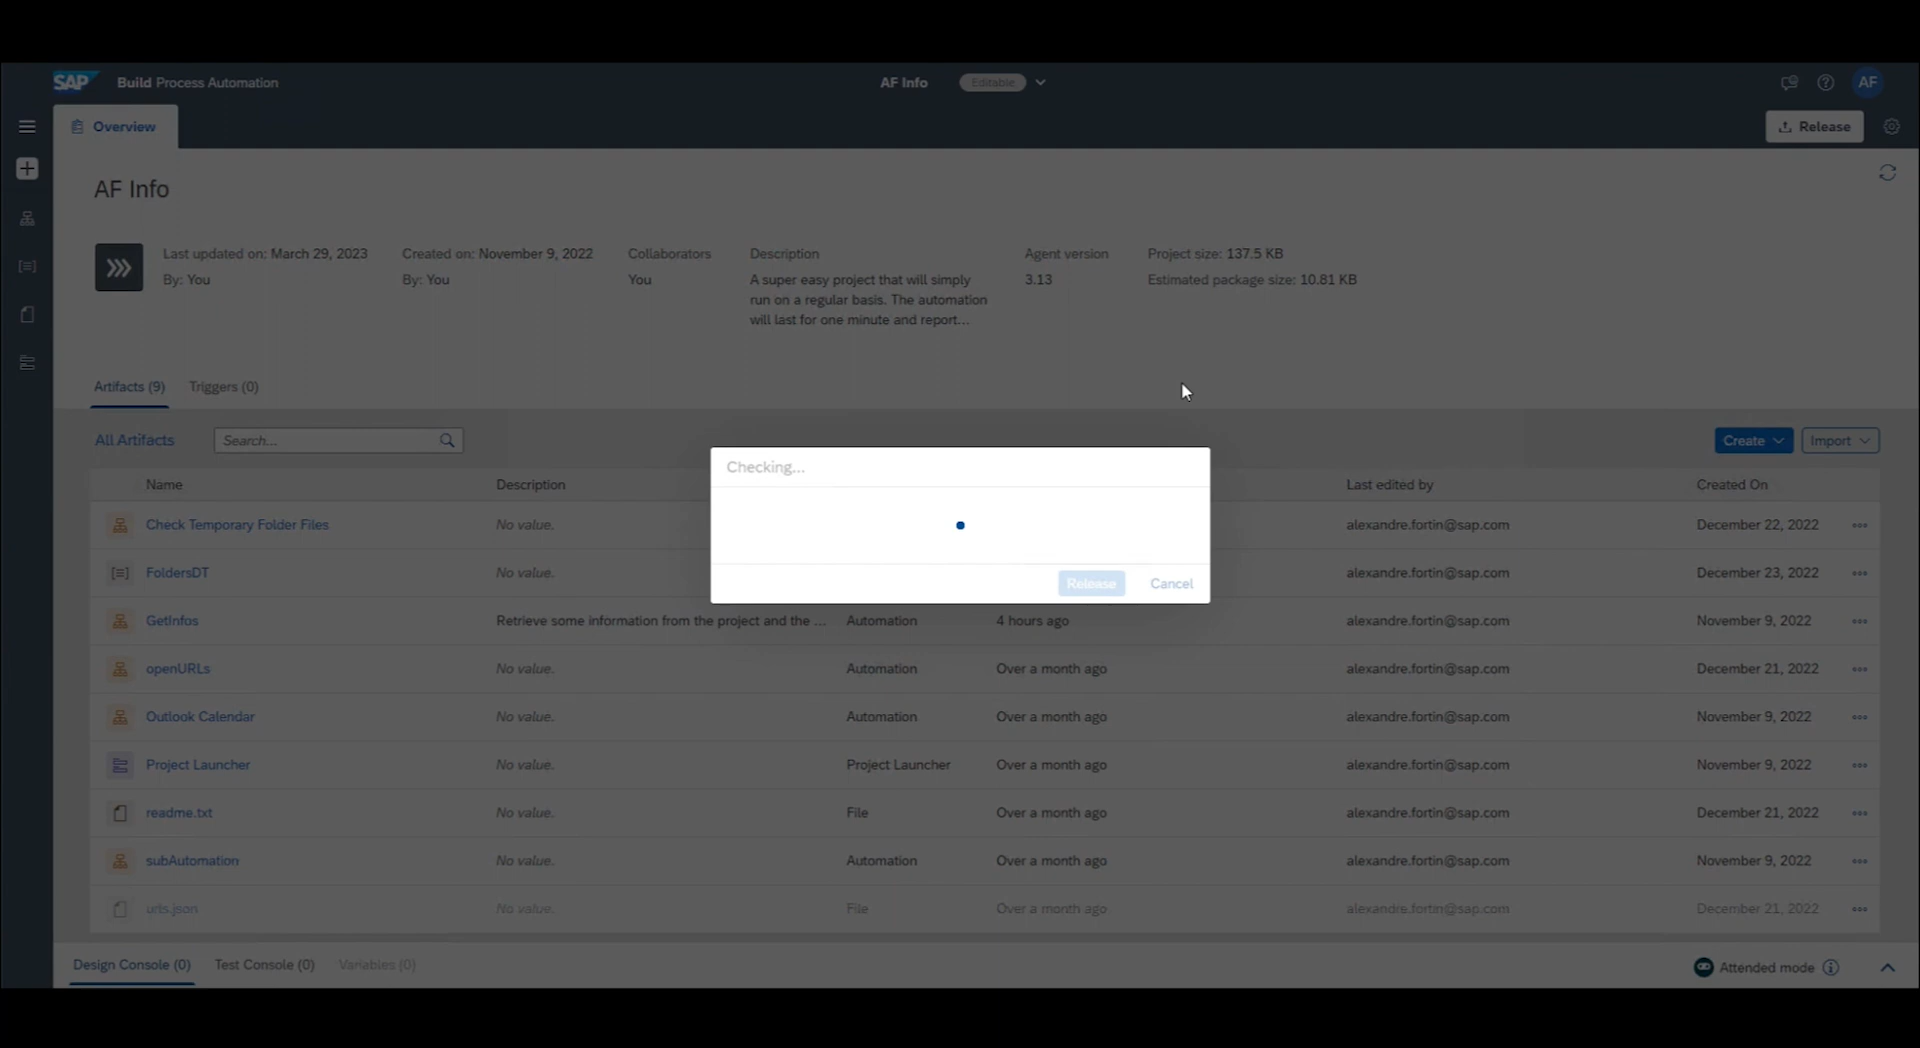 SAP Build Process Automation AF Info Editable AF
Overview Release
AF Info
Last updated on: March 29, 2023 Created on: November 9, 2022 Collaborators Description Agent version Project size: 137.5 KB
By: You By: You You A super easy project that will simply 3.13 Estimated package size: 10.81 KB
run on a regular basis. The automation
will last for one minute and report...
Artifacts (9) Triggers (0)
All Artifacts Search... Create Import
Checking...
Name Description Last edited by Created On
Check Temporary Folder Files No value. alexandre.fortin@sap.com December 22, 2022
FoldersDT No value. alexandre.fortin@sap.com December 23, 2022
Release Cancel
GetInfos Retrieve some information from the project and the ... Automation 4 hours ago alexandre.fortin@sap.com November 9, 2022
openURLs No value. Automation Over a month ago alexandre.fortin@sap.com December 21, 2022
Outlook Calendar No value. Automation Over a month ago alexandre.fortin@sap.com November 9, 2022
Project Launcher No value. Project Launcher Over a month ago alexandre.fortin@sap.com November 9, 2022
readme.txt No value. File Over a month ago alexandre.fortin@sap.com December 21, 2022
subAutomation No value. Automation Over a month ago alexandre.fortin@sap.com November 9, 2022
urls.json No value. File Over a month ago alexandre.fortin@sap.com December 21, 2022
Design Console (0) Test Console (0) Variables (0) Attended mode